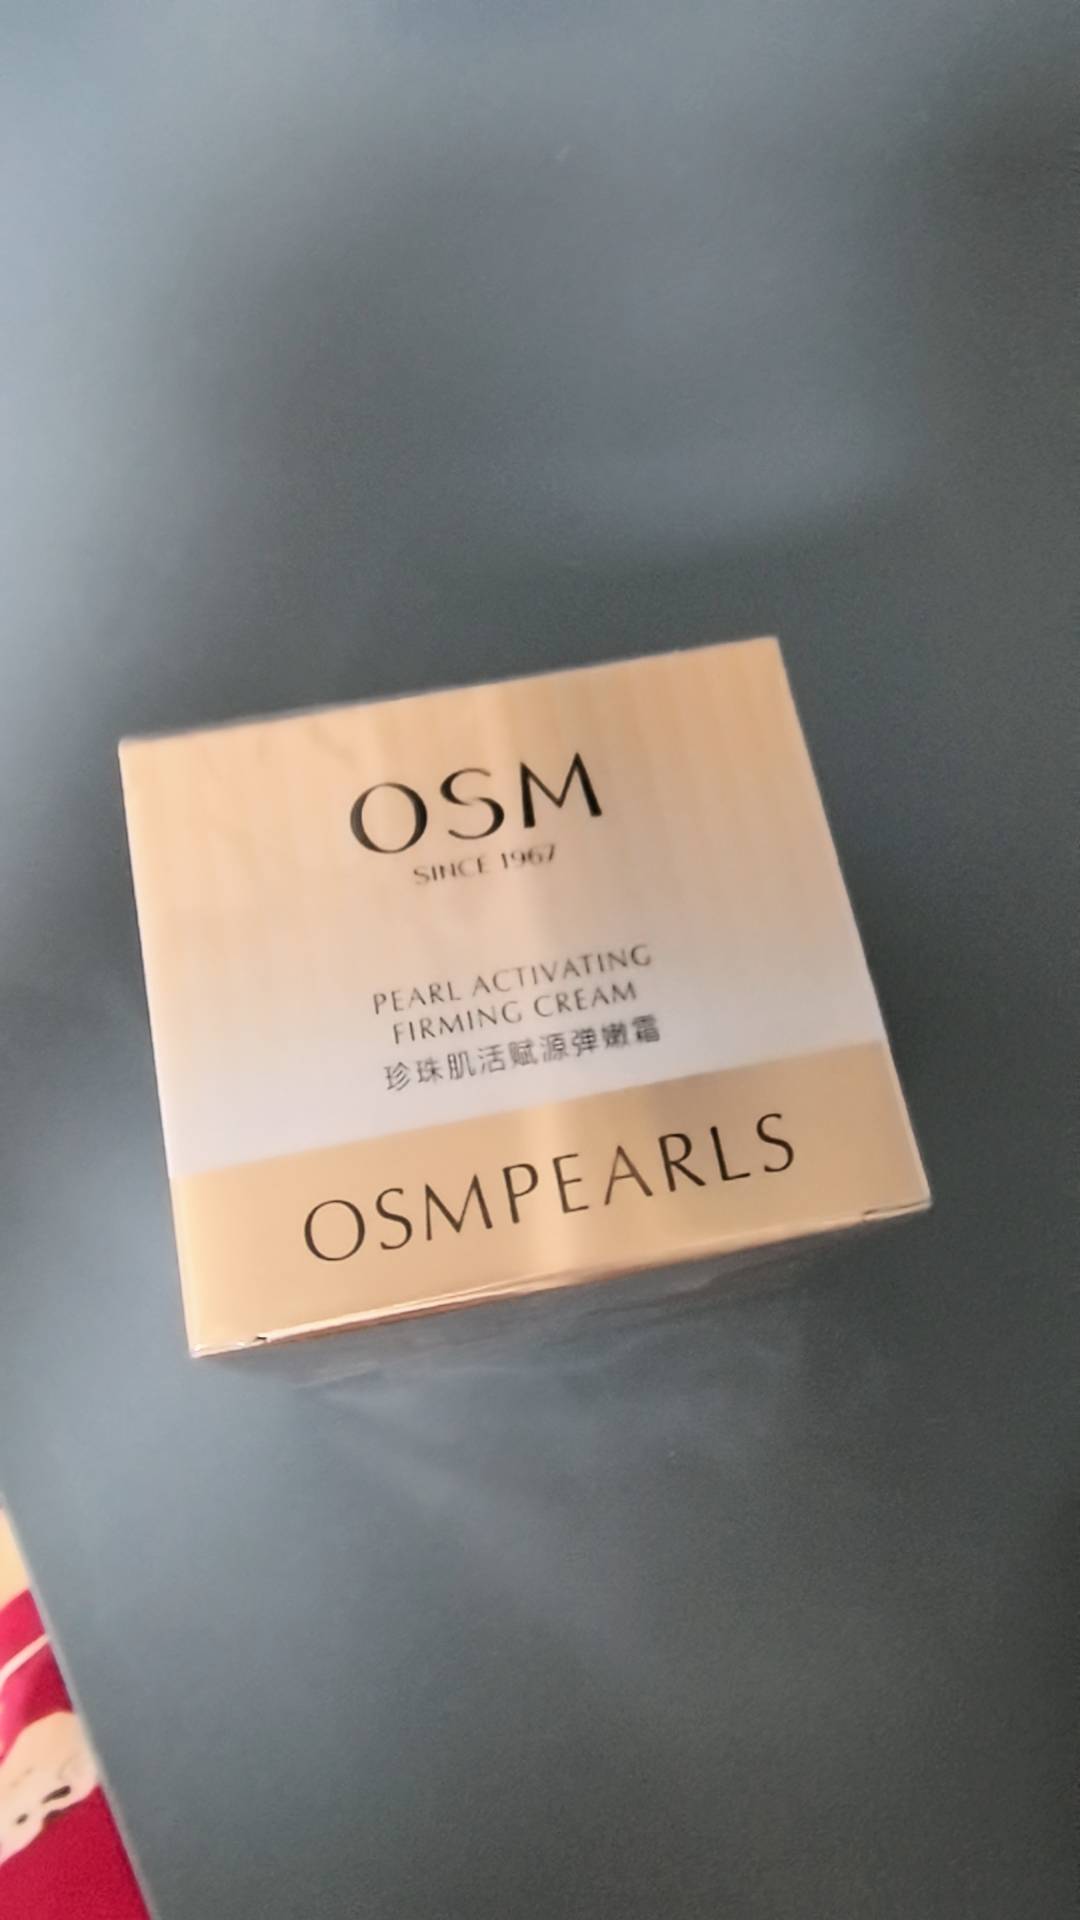 OSM
SINCE 1967
PEARL ACTIVATING
FIRMING CREAM
珍珠肌活赋源弹嫩霜
OSMPEARLS